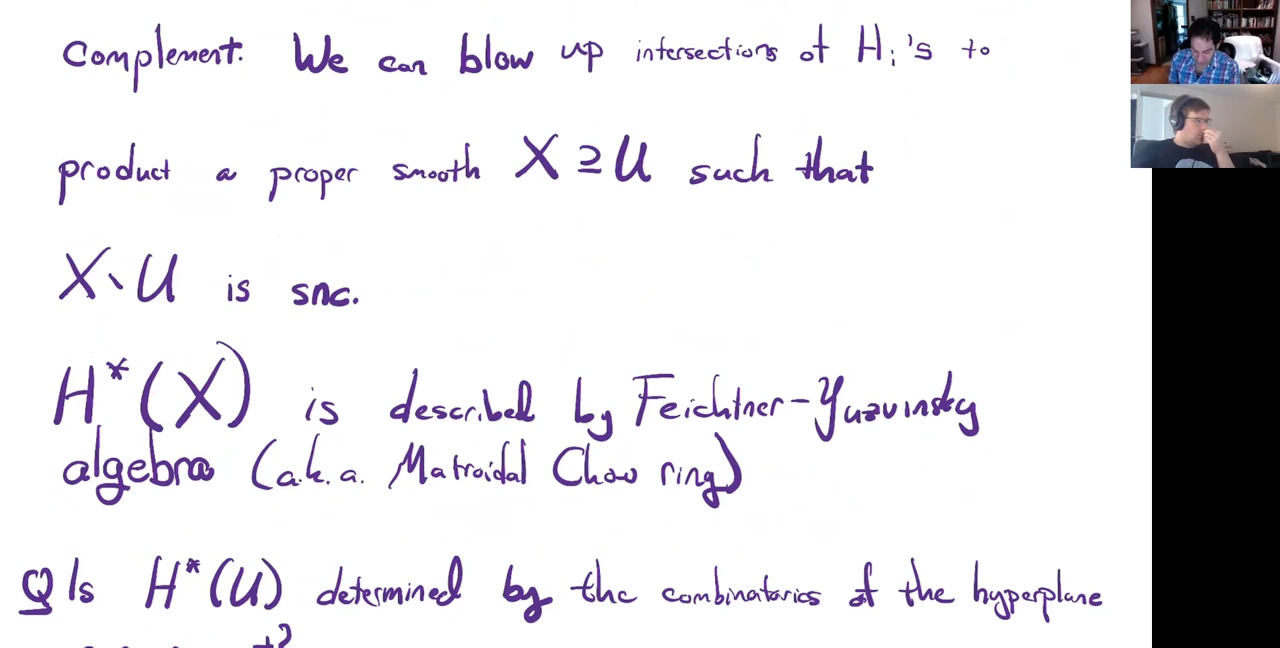 Complement. We can blow up intersections of Hi's to
product a proper smooth X ⊇ U such that
X \ U is snc.
H*(X) is described by Feichtner-Yuzvinsky
algebra (a.k.a. Matroidal Chow ring)
Q Is H*(U) determined by the combinatorics of the hyperplane